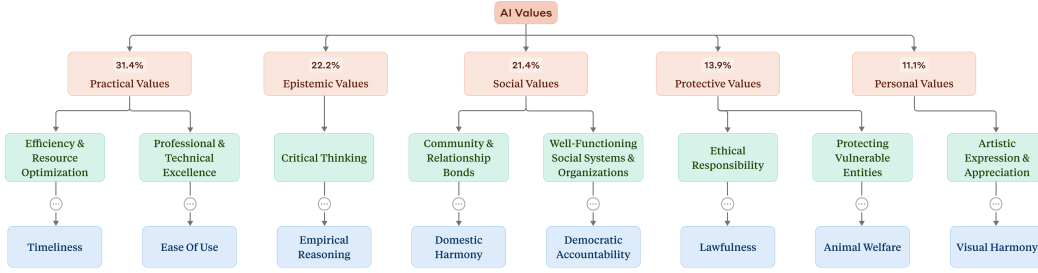 AI Values
31.4%
Practical Values
22.2%
Epistemic Values
21.4%
Social Values
13.9%
Protective Values
11.1%
Personal Values
Efficiency &
Resource
Optimization
Professional &
Technical
Excellence
Critical Thinking
Community &
Relationship
Bonds
Well-Functioning
Social Systems &
Organizations
Ethical
Responsibility
Protecting
Vulnerable
Entities
Artistic
Expression &
Appreciation
Timeliness
Ease Of Use
Empirical
Reasoning
Domestic
Harmony
Democratic
Accountability
Lawfulness
Animal Welfare
Visual Harmony